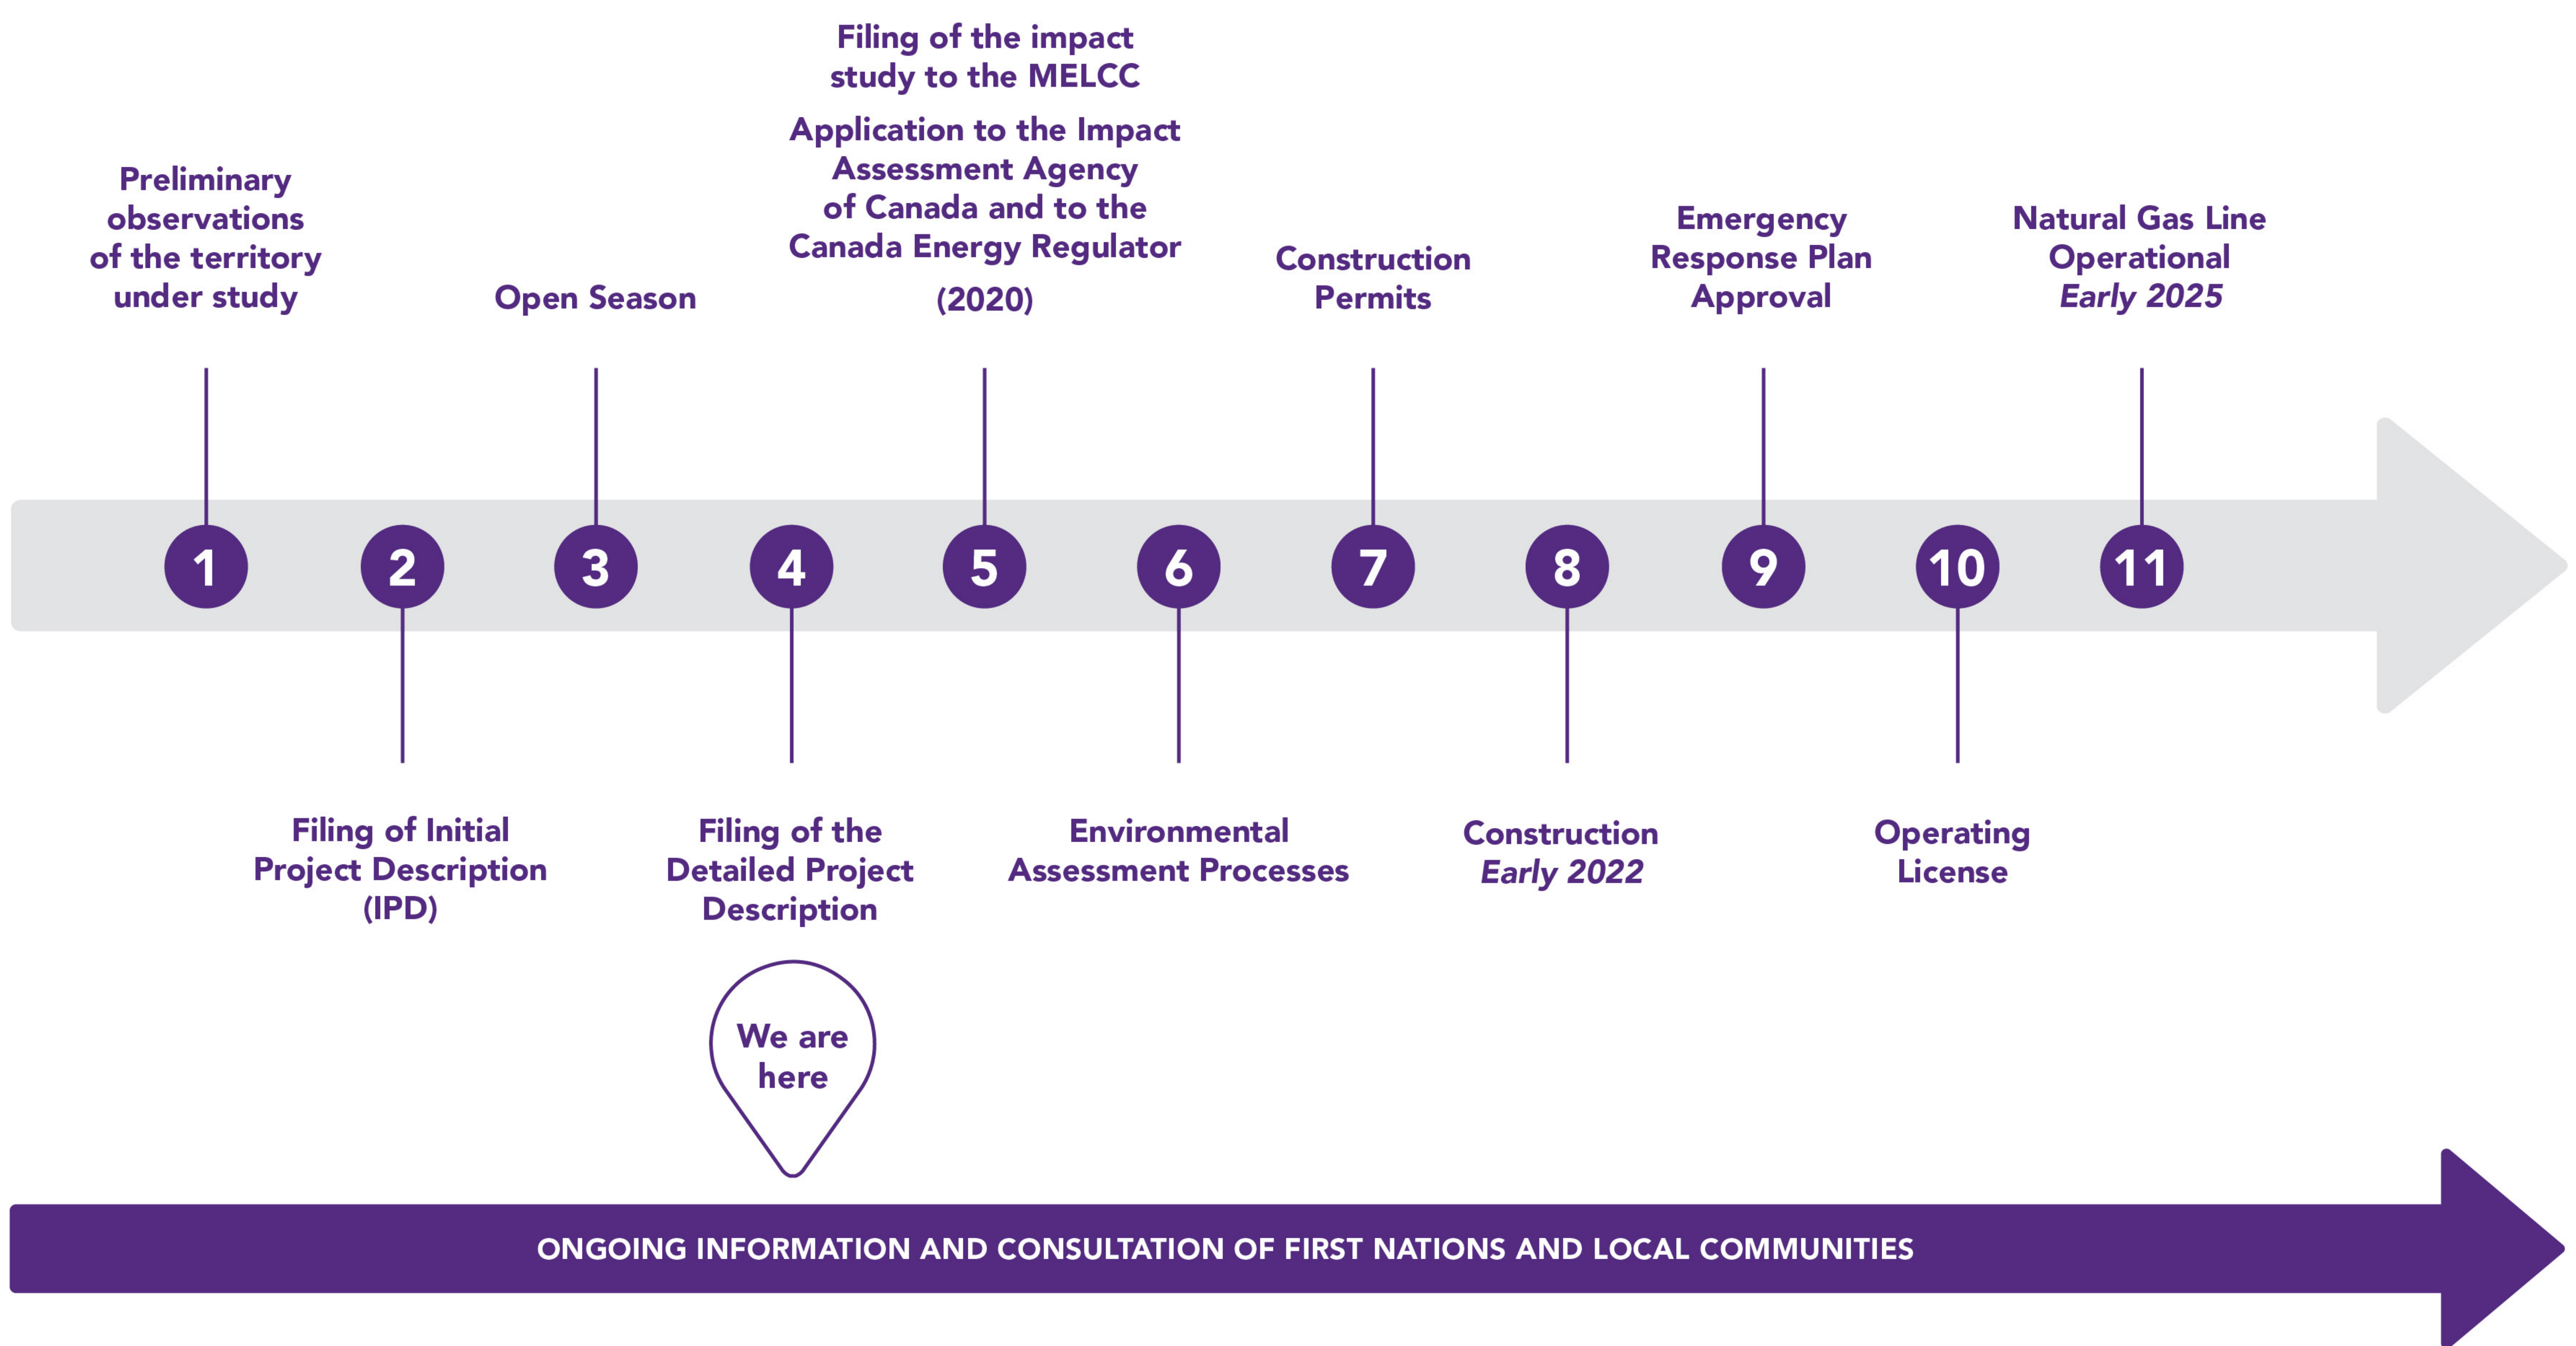 Filing of the impact
study to the MELCC
Application to the Impact
Assessment Agency
of Canada and to the
Canada Energy Regulator
(2020)
Preliminary
observations
of the territory
under study
Open Season
Construction
Permits
Emergency
Response Plan
Approval
Natural Gas Line
Operational
Early 2025
1
2
3
4
5
6
7
8
9
10
11
Filing of Initial
Project Description
(IPD)
Filing of the
Detailed Project
Description
Environmental
Assessment Processes
Construction
Early 2022
Operating
License
We are
here
ONGOING INFORMATION AND CONSULTATION OF FIRST NATIONS AND LOCAL COMMUNITIES